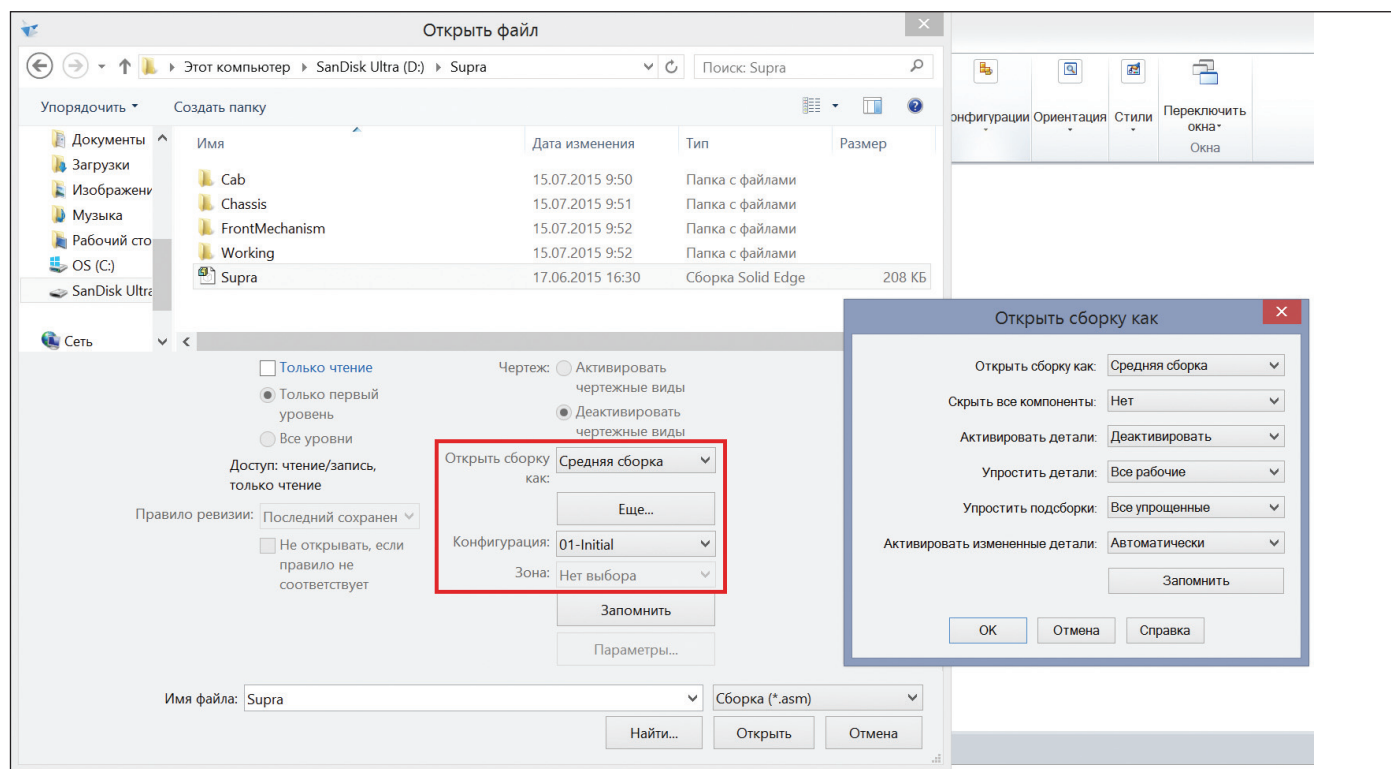 Открыть файл
Этот компьютер SanDisk Ultra (D:) Supra
Поиск: Supra
Упорядочить
Создать папку
Документы
Загрузки
Изображени
Музыка
Рабочий сто
OS (C:)
SanDisk Ultra
Сеть
Имя Дата изменения Тип Размер
Cab 15.07.2015 9:50 Папка с файлами
Chassis 15.07.2015 9:51 Папка с файлами
FrontMechanism 15.07.2015 9:52 Папка с файлами
Working 15.07.2015 9:52 Папка с файлами
Supra 17.06.2015 16:30 Сборка Solid Edge 208 КБ
Только чтение
Только первый
уровень
Все уровни
Доступ: чтение/запись,
только чтение
Правило ревизии: Последний сохранен
Не открывать, если
правило не
соответствует
Чертеж: Активировать
чертежные виды
Деактивировать
чертежные виды
Открыть сборку
как: Средняя сборка
Еще...
Конфигурация: 01-Initial
Зона: Нет выбора
Запомнить
Параметры...
Имя файла: Supra
Сборка (*.asm)
Найти... Открыть Отмена
онфигурации Ориентация Стили Переключить
окна
Окна
Открыть сборку как
Открыть сборку как: Средняя сборка
Скрыть все компоненты: Нет
Активировать детали: Деактивировать
Упростить детали: Все рабочие
Упростить подсборки: Все упрощенные
Активировать измененные детали: Автоматически
Запомнить
OK Отмена Справка